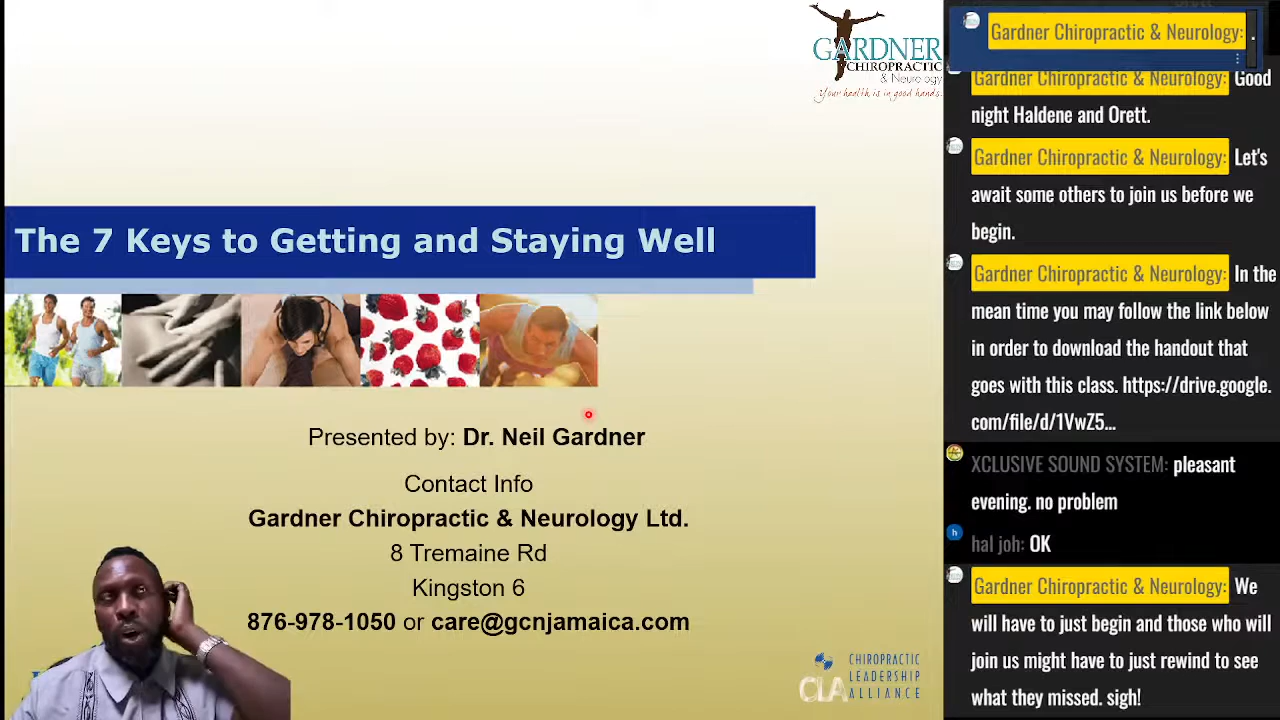 GARDNER
CHIROPRACTIC
& Neurology
Your health is in good hands.
The 7 Keys to Getting and Staying Well
Presented by: Dr. Neil Gardner
Contact Info
Gardner Chiropractic & Neurology Ltd.
8 Tremaine Rd
Kingston 6
876-978-1050 or care@gcnjamaica.com
CLA
CHIROPRACTIC
LEADERSHIP
ALLIANCE
Gardner Chiropractic & Neurology: .
Gardner Chiropractic & Neurology: Good
night Haldene and Orett.
Gardner Chiropractic & Neurology: Let's
await some others to join us before we
begin.
Gardner Chiropractic & Neurology: In the
mean time you may follow the link below
in order to download the handout that
goes with this class. https://drive.google.
com/file/d/1VwZ5...
XCLUSIVE SOUND SYSTEM: pleasant
evening. no problem
h
hal joh: OK
Gardner Chiropractic & Neurology: We
will have to just begin and those who will
join us might have to just rewind to see
what they missed. sigh!